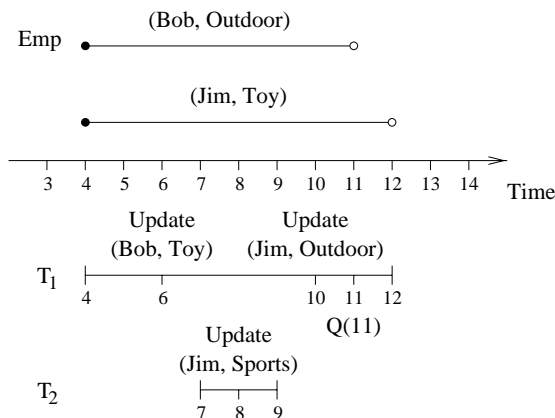 (Bob, Outdoor)
Emp
(Jim, Toy)
3 4 5 6 7 8 9 10 11 12 13 14
Time
Update Update
(Bob, Toy) (Jim, Outdoor)
T1
4 6 10 11 12
Q(11)
Update
(Jim, Sports)
T2
7 8 9